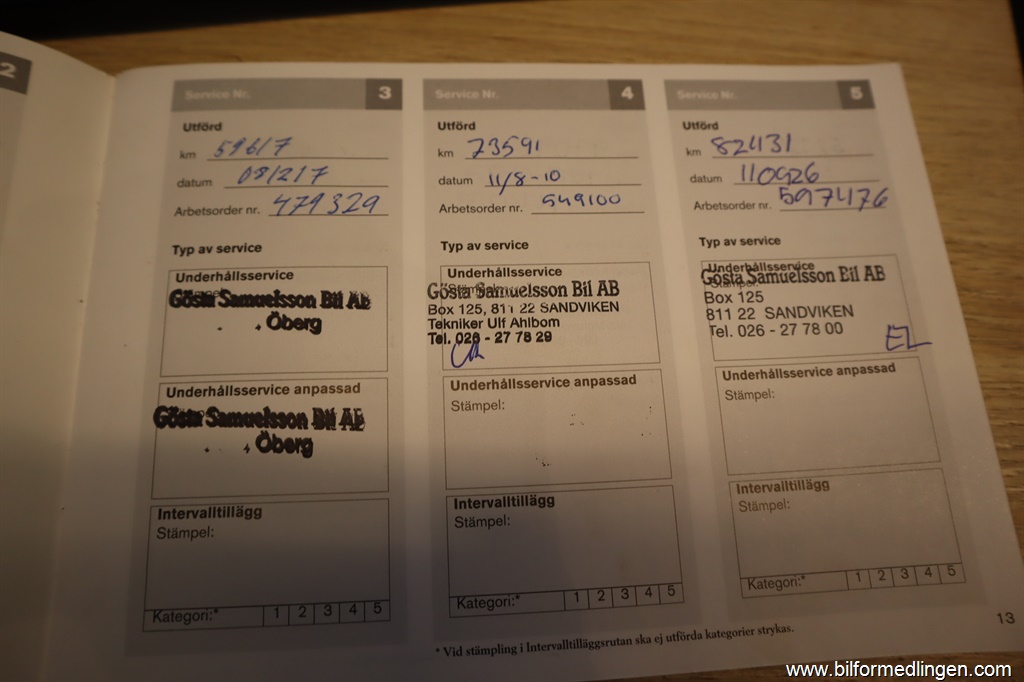 2
Service Nr. 3
Utförd
km 59617
datum 081217
Arbetsorder nr. 479329
Typ av service
Underhållsservice
Gösta Samuelsson Bil AB
Öberg
Underhållsservice anpassad
Gösta Samuelsson Bil AB
Öberg
Intervalltillägg
Stämpel:
Kategori:* 1 2 3 4 5
Service Nr. 4
Utförd
km 73591
datum 11/8-10
Arbetsorder nr. 549100
Typ av service
Underhållsservice
Stämpel:
Gösta Samuelsson Bil AB
Box 125, 811 22 SANDVIKEN
Tekniker Ulf Ahlbom
Tel. 026 - 27 78 29
Underhållsservice anpassad
Stämpel:
Intervalltillägg
Stämpel:
Kategori:* 1 2 3 4 5
Service Nr. 5
Utförd
km 82431
datum 110926
Arbetsorder nr. 597476
Typ av service
Underhållsservice
Stämpel:
Gösta Samuelsson Bil AB
Box 125
811 22 SANDVIKEN
Tel. 026 - 27 78 00
EL
Underhållsservice anpassad
Stämpel:
Intervalltillägg
Stämpel:
Kategori:* 1 2 3 4 5
* Vid stämpling i Intervalltilläggsrutan ska ej utförda kategorier strykas.
13
www.bilformedlingen.com